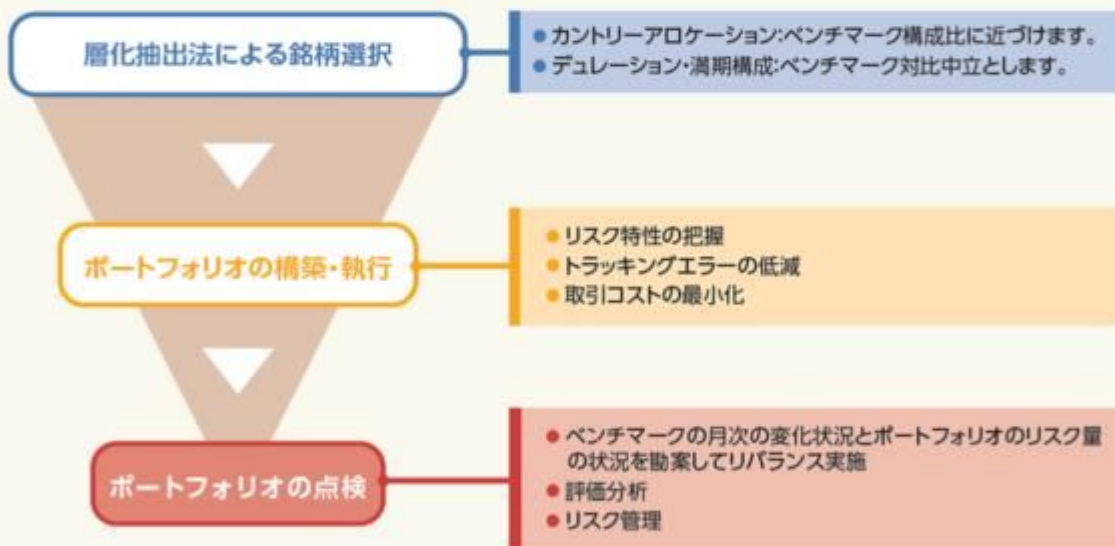 層化抽出法による銘柄選択
●カントリーアロケーション:ベンチマーク構成比に近づけます。
●デュレーション・満期構成:ベンチマーク対比中立とします。
ポートフォリオの構築・執行
●リスク特性の把握
●トラッキングエラーの低減
●取引コストの最小化
ポートフォリオの点検
●ベンチマークの月次の変化状況とポートフォリオのリスク量
の状況を勘案してリバランス実施
●評価分析
●リスク管理